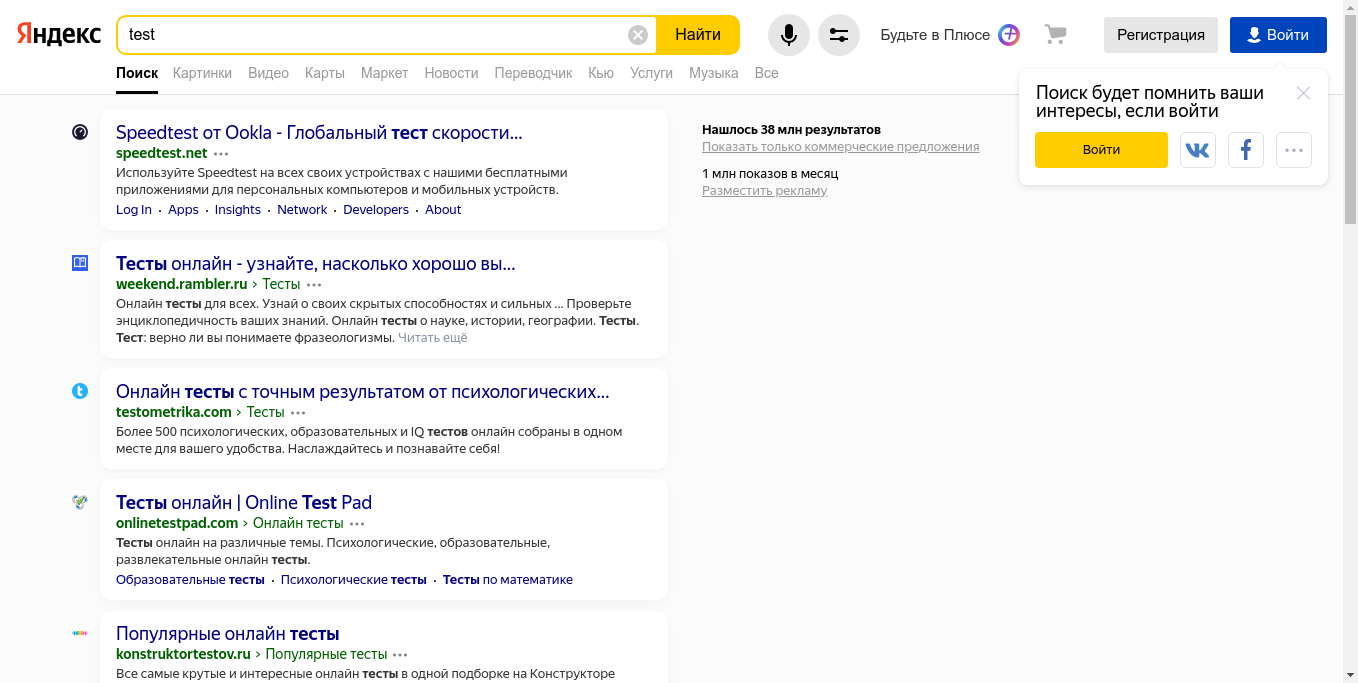 Яндекс
test
Найти
Будьте в Плюсе
Регистрация
Войти
Поиск Картинки Видео Карты Маркет Новости Переводчик Кью Услуги Музыка Все
Поиск будет помнить ваши
интересы, если войти
Войти
Speedtest от Ookla - Глобальный тест скорости...
speedtest.net
Используйте Speedtest на всех своих устройствах с нашими бесплатными
приложениями для персональных компьютеров и мобильных устройств.
Log In · Apps · Insights · Network · Developers · About
Нашлось 38 млн результатов
Показать только коммерческие предложения
1 млн показов в месяц
Разместить рекламу
Тесты онлайн - узнайте, насколько хорошо вы...
weekend.rambler.ru › Тесты
Онлайн тесты для всех. Узнай о своих скрытых способностях и сильных ... Проверьте
энциклопедичность ваших знаний. Онлайн тесты о науке, истории, географии. Тесты.
Тест: верно ли вы понимаете фразеологизмы. Читать ещё
Онлайн тесты с точным результатом от психологических...
testometrika.com › Тесты
Более 500 психологических, образовательных и IQ тестов онлайн собраны в одном
месте для вашего удобства. Наслаждайтесь и познавайте себя!
Тесты онлайн | Online Test Pad
onlinetestpad.com › Онлайн тесты
Тесты онлайн на различные темы. Психологические, образовательные,
развлекательные онлайн тесты.
Образовательные тесты · Психологические тесты · Тесты по математике
Популярные онлайн тесты
konstruktortestov.ru › Популярные тесты
Все самые крутые и интересные онлайн тесты в одной подборке на Конструкторе